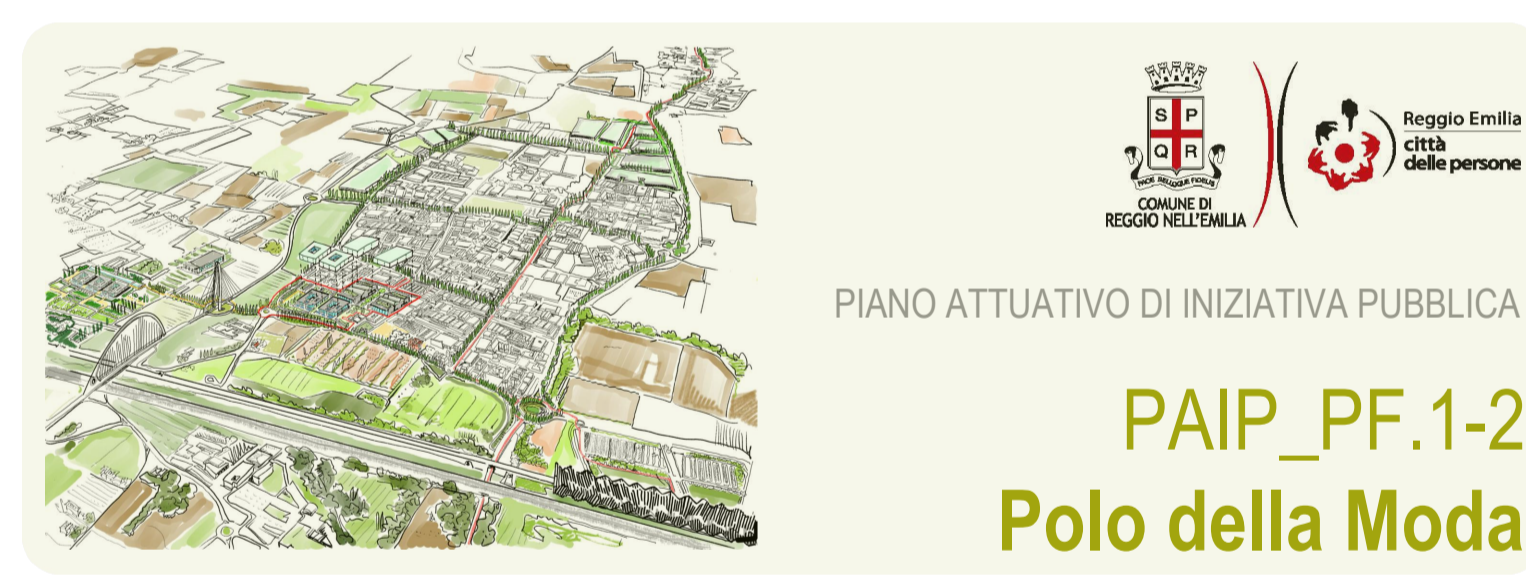 S P
Q R
PACE BELLOQUE FIDELIS
COMUNE DI
REGGIO NELL'EMILIA
Reggio Emilia
città
delle persone
PIANO ATTUATIVO DI INIZIATIVA PUBBLICA
PAIP_PF.1-2
Polo della Moda